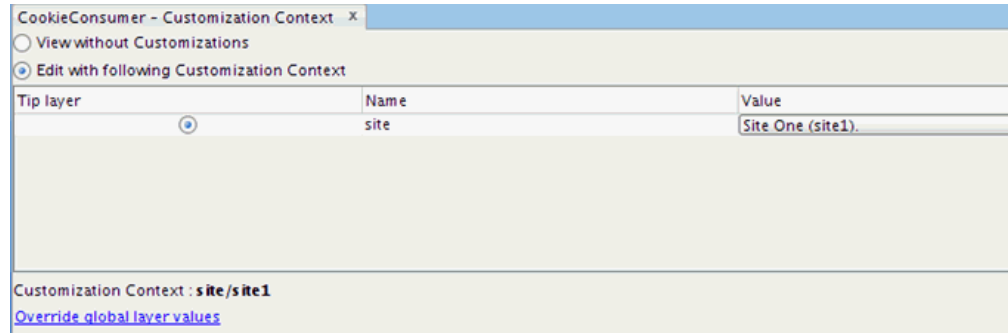 CookieConsumer - Customization Context x
View without Customizations
Edit with following Customization Context
Tip layer Name Value
site Site One (site1).
Customization Context : site/site1
Override global layer values